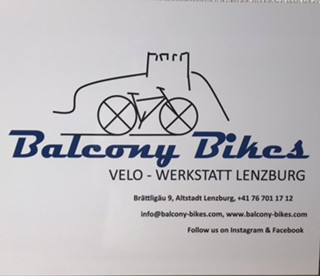 Balcony Bikes
VELO - WERKSTATT LENZBURG
Brättligäu 9, Altstadt Lenzburg, +41 76 701 17 12
info@balcony-bikes.com, www.balcony-bikes.com
Follow us on Instagram & Facebook